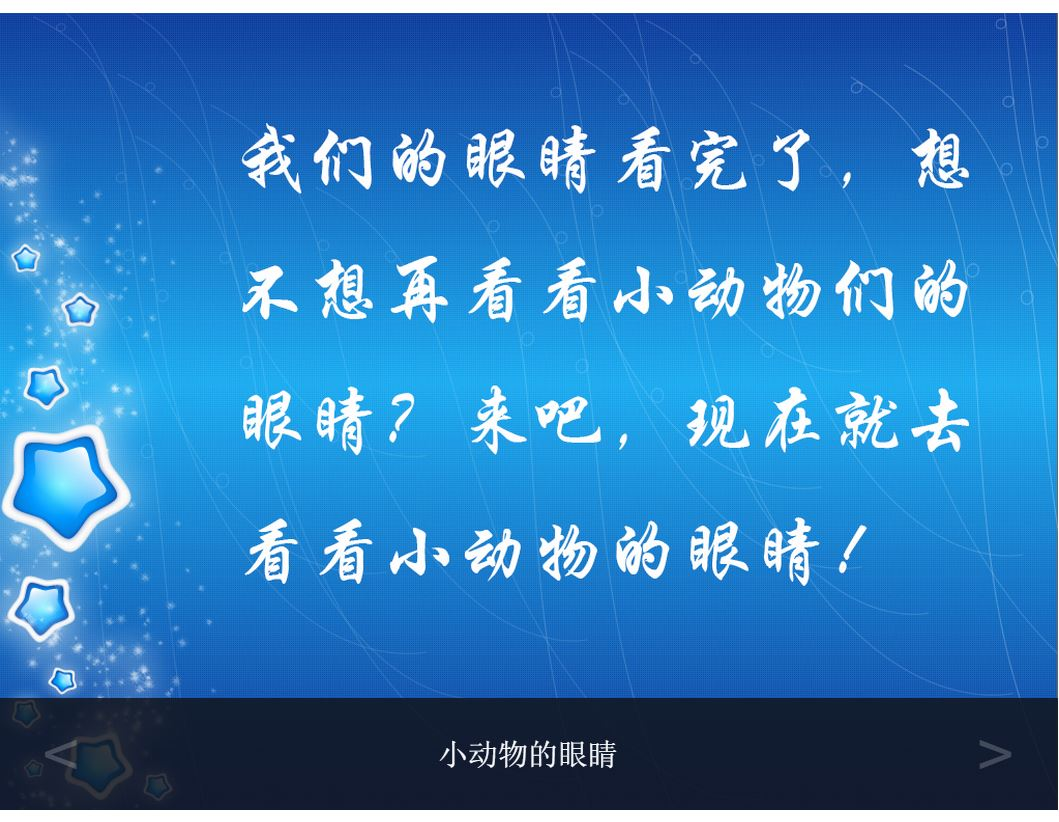 我们的眼睛看完了，想
不想再看看小动物们的
眼睛？来吧，现在就去
看看小动物的眼睛！
< 小动物的眼睛 >